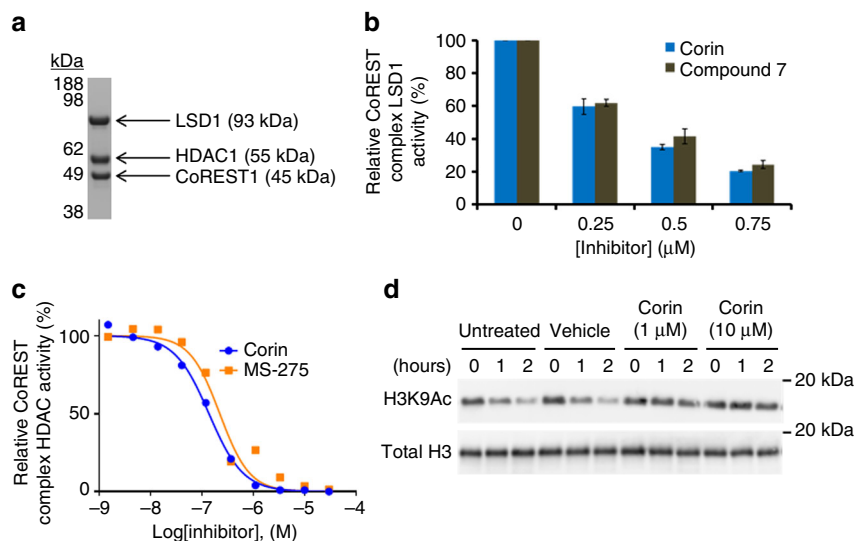 a
kDa
188
98
62
49
38
LSD1 (93 kDa)
HDAC1 (55 kDa)
CoREST1 (45 kDa)
b
Relative CoREST
complex LSD1
activity (%)
100
80
60
40
20
0
Corin
Compound 7
0 0.25 0.5 0.75
[Inhibitor] (μM)
c
Relative CoREST
complex HDAC activity (%)
100
50
0
Corin
MS-275
–9 –8 –7 –6 –5 –4
Log[inhibitor], (M)
d
Untreated Vehicle Corin (1 μM) Corin (10 μM)
(hours) 0 1 2 0 1 2 0 1 2 0 1 2
H3K9Ac
20 kDa
Total H3
20 kDa